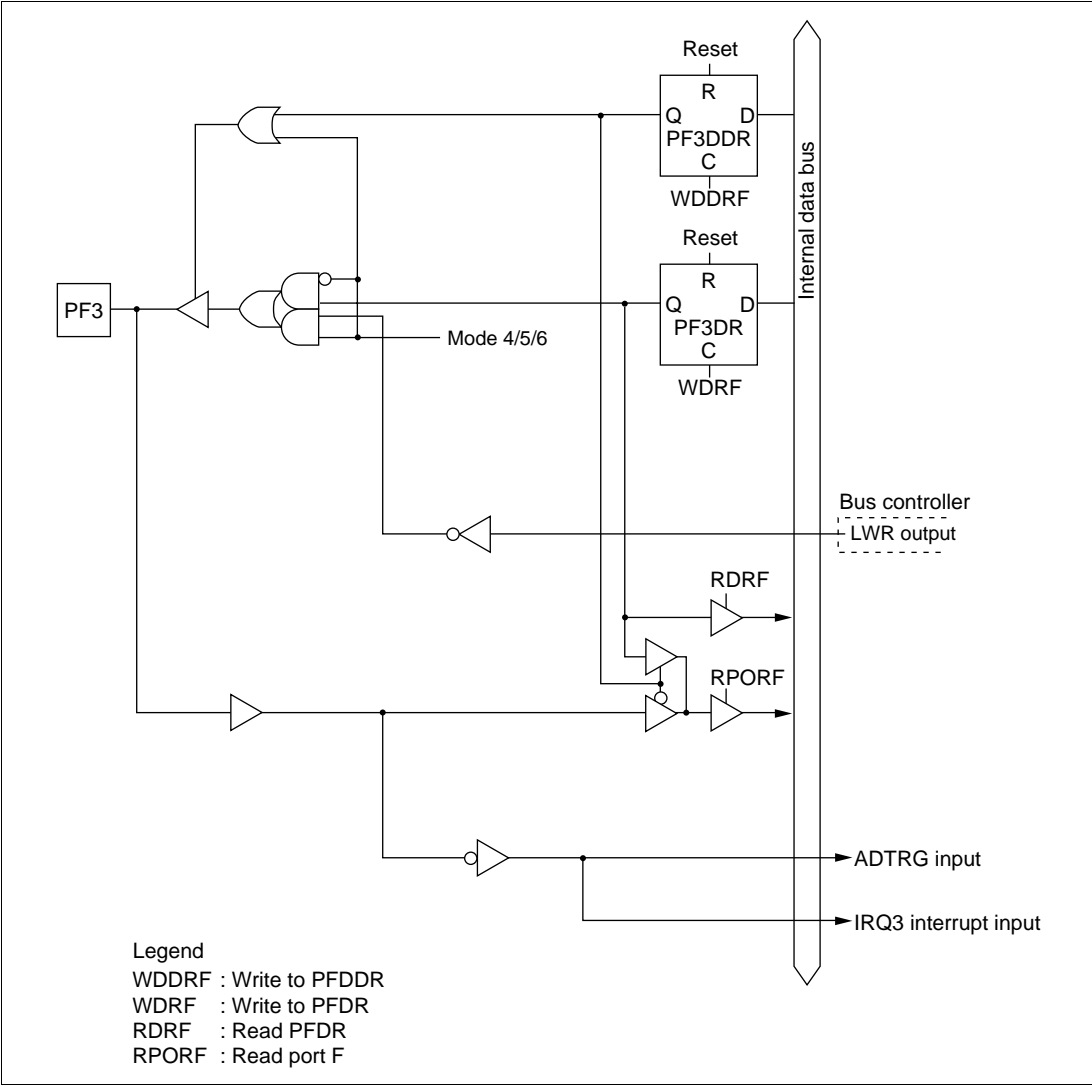 Reset
R
Q D
PF3DDR
C
WDDRF
Internal data bus
Reset
R
Q D
PF3DR
C
WDRF
PF3
Mode 4/5/6
Bus controller
LWR output
RDRF
RPORF
ADTRG input
IRQ3 interrupt input
Legend
WDDRF : Write to PFDDR
WDRF : Write to PFDR
RDRF : Read PFDR
RPORF : Read port F